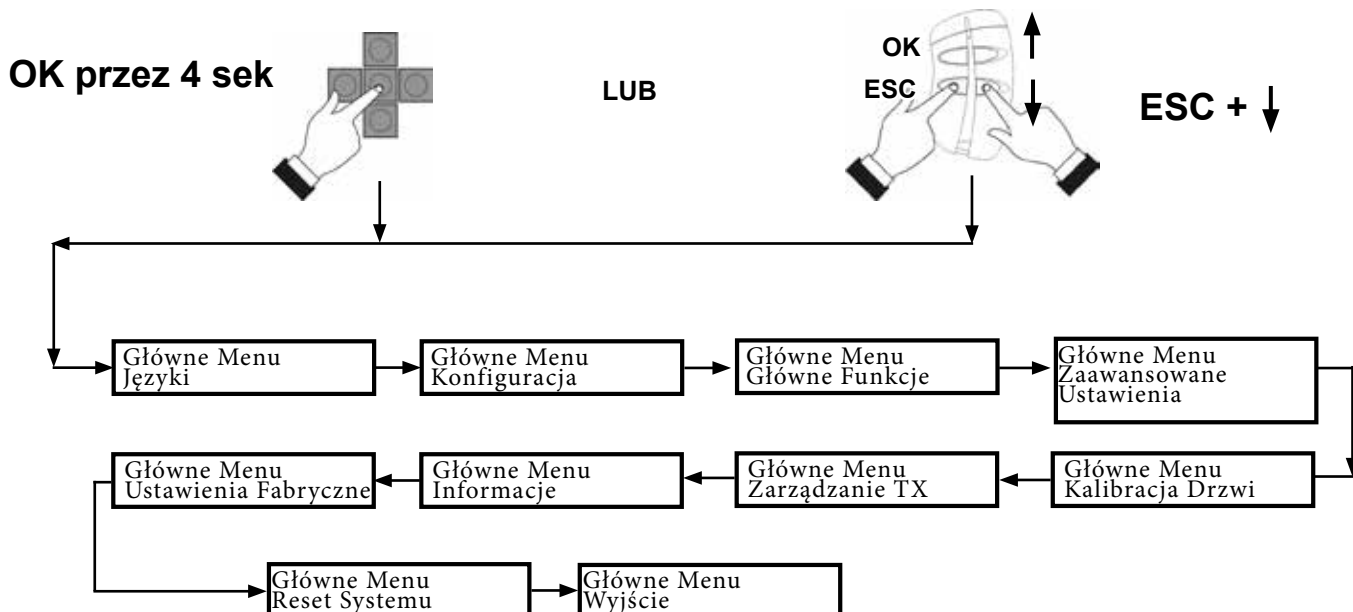 OK przez 4 sek
LUB
OK
ESC
ESC +
Główne Menu
Języki
Główne Menu
Konfiguracja
Główne Menu
Główne Funkcje
Główne Menu
Zaawansowane
Ustawienia
Główne Menu
Ustawienia Fabryczne
Główne Menu
Informacje
Główne Menu
Zarządzanie TX
Główne Menu
Kalibracja Drzwi
Główne Menu
Reset Systemu
Główne Menu
Wyjście